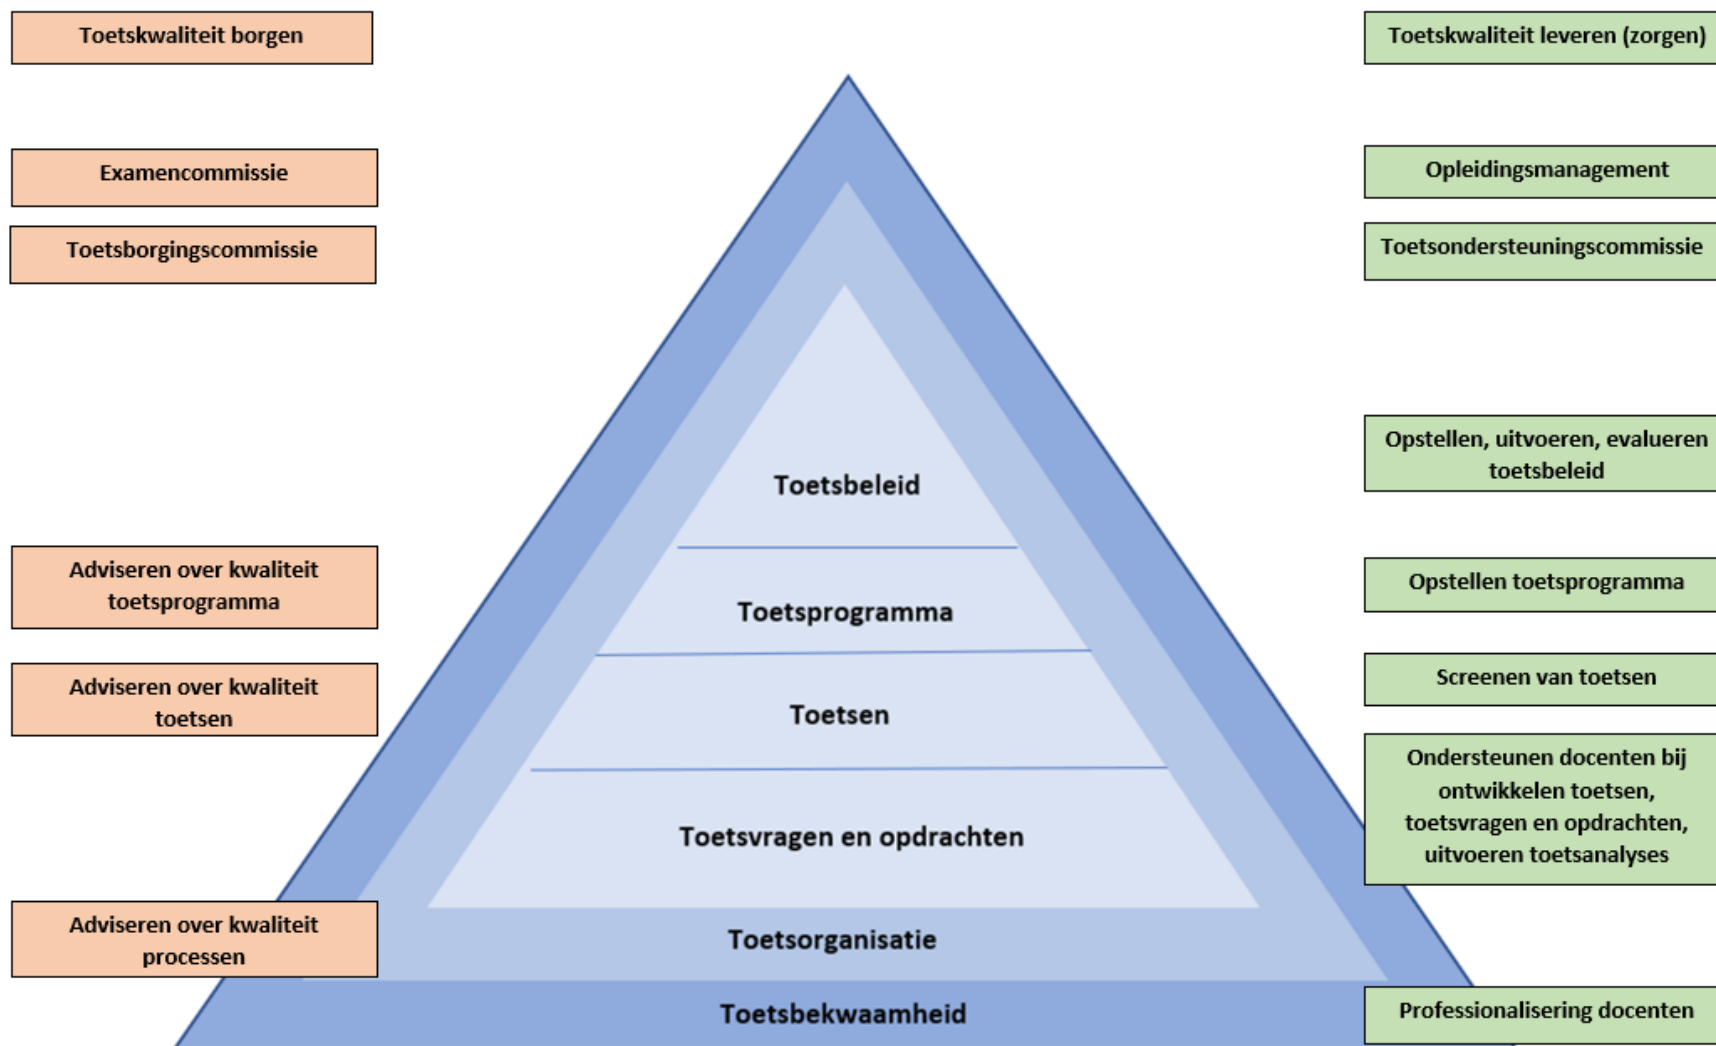 Toetskwaliteit borgen
Toetskwaliteit leveren (zorgen)
Examencommissie
Opleidingsmanagement
Toetsborgingscommissie
Toetsondersteuningscommissie
Opstellen, uitvoeren, evalueren
toetsbeleid
Toetsbeleid
Adviseren over kwaliteit
toetsprogramma
Toetsprogramma
Opstellen toetsprogramma
Adviseren over kwaliteit
toetsen
Toetsen
Screenen van toetsen
Toetsvragen en opdrachten
Ondersteunen docenten bij
ontwikkelen toetsen,
toetsvragen en opdrachten,
uitvoeren toetsanalyses
Adviseren over kwaliteit
processen
Toetsorganisatie
Toetsbekwaamheid
Professionalisering docenten